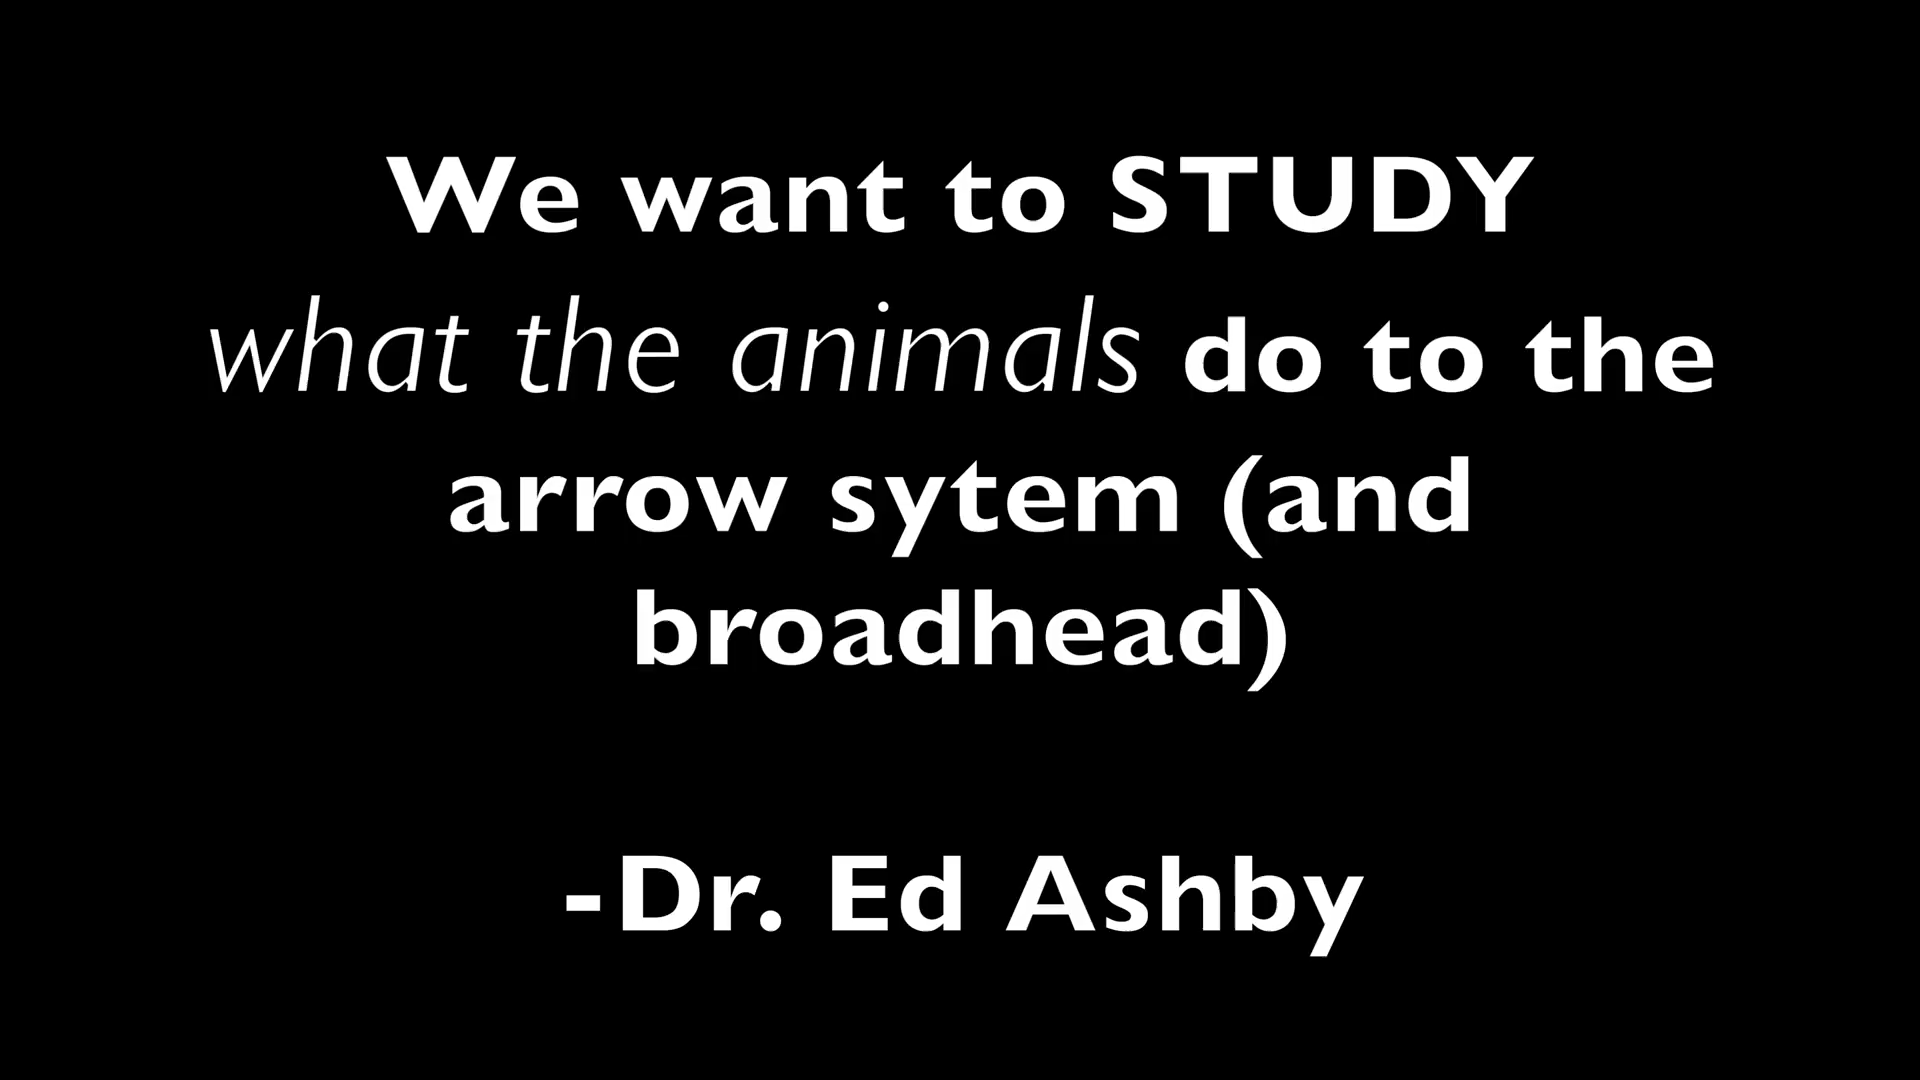 We want to STUDY
what the animals do to the
arrow sytem (and
broadhead)
-Dr. Ed Ashby